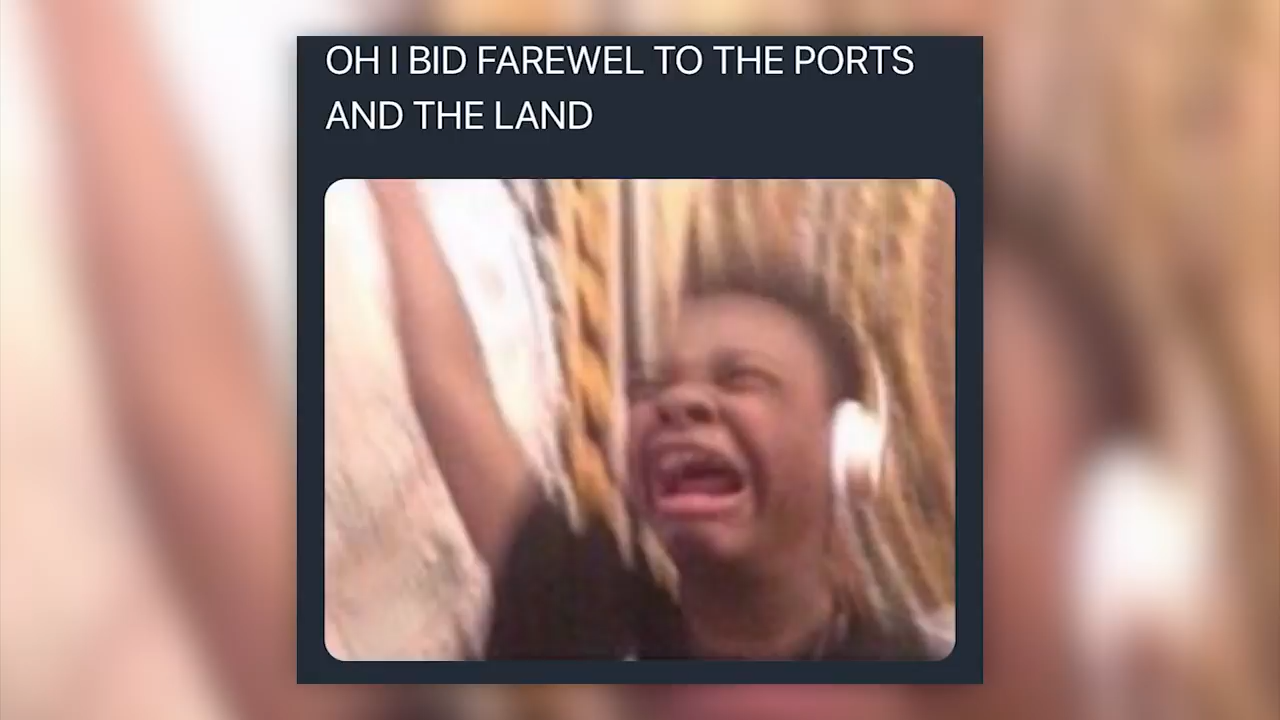 OH I BID FAREWEL TO THE PORTS
AND THE LAND